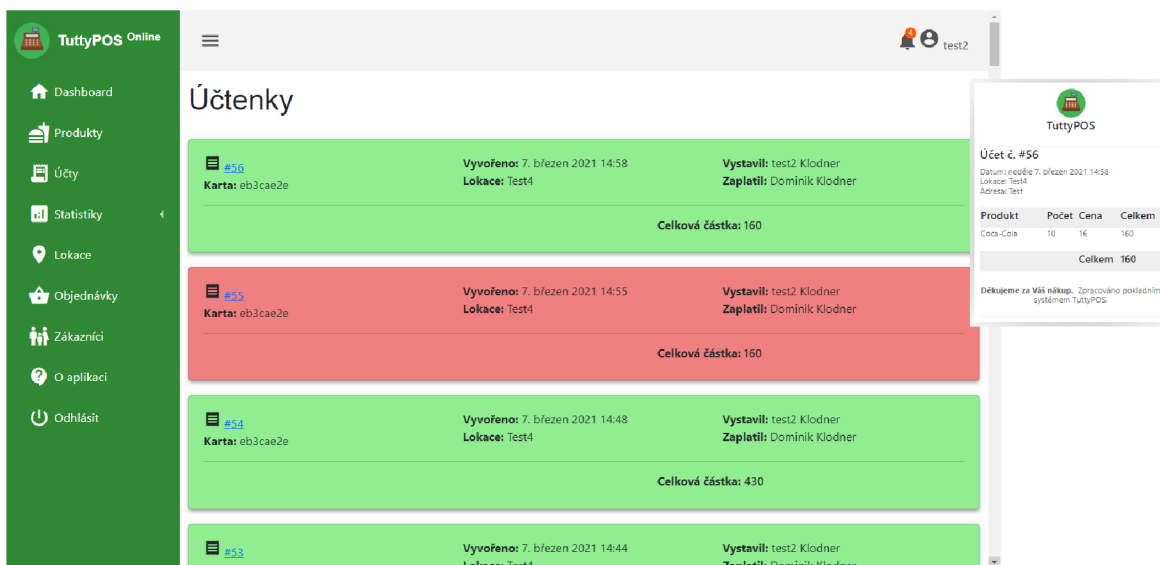 TuttyPOS Online
Dashboard
Produkty
Účty
Statistiky
Lokace
Objednávky
Zákazníci
O aplikaci
Odhlásit
4
test2
Účtenky
#56
Karta: eb3cae2e
Vyvořeno: 7. březen 2021 14:58
Lokace: Test4
Vystavil: test2 Klodner
Zaplatil: Dominik Klodner
Celková částka: 160
#55
Karta: eb3cae2e
Vyvořeno: 7. březen 2021 14:55
Lokace: Test4
Vystavil: test2 Klodner
Zaplatil: Dominik Klodner
Celková částka: 160
#54
Karta: eb3cae2e
Vyvořeno: 7. březen 2021 14:48
Lokace: Test4
Vystavil: test2 Klodner
Zaplatil: Dominik Klodner
Celková částka: 430
#53
Vyvořeno: 7. březen 2021 14:44
Lokace: Test4
Vystavil: test2 Klodner
Zaplatil: Dominik Klodner
TuttyPOS
Účet č. #56
Datum: neděle 7. březen 2021 14:58
Lokace: Test4
Adresa: Test
Produkt Počet Cena Celkem
Coca-Cola 10 16 160
Celkem 160
Děkujeme za Váš nákup. Zpracováno pokladním
systémem TuttyPOS.